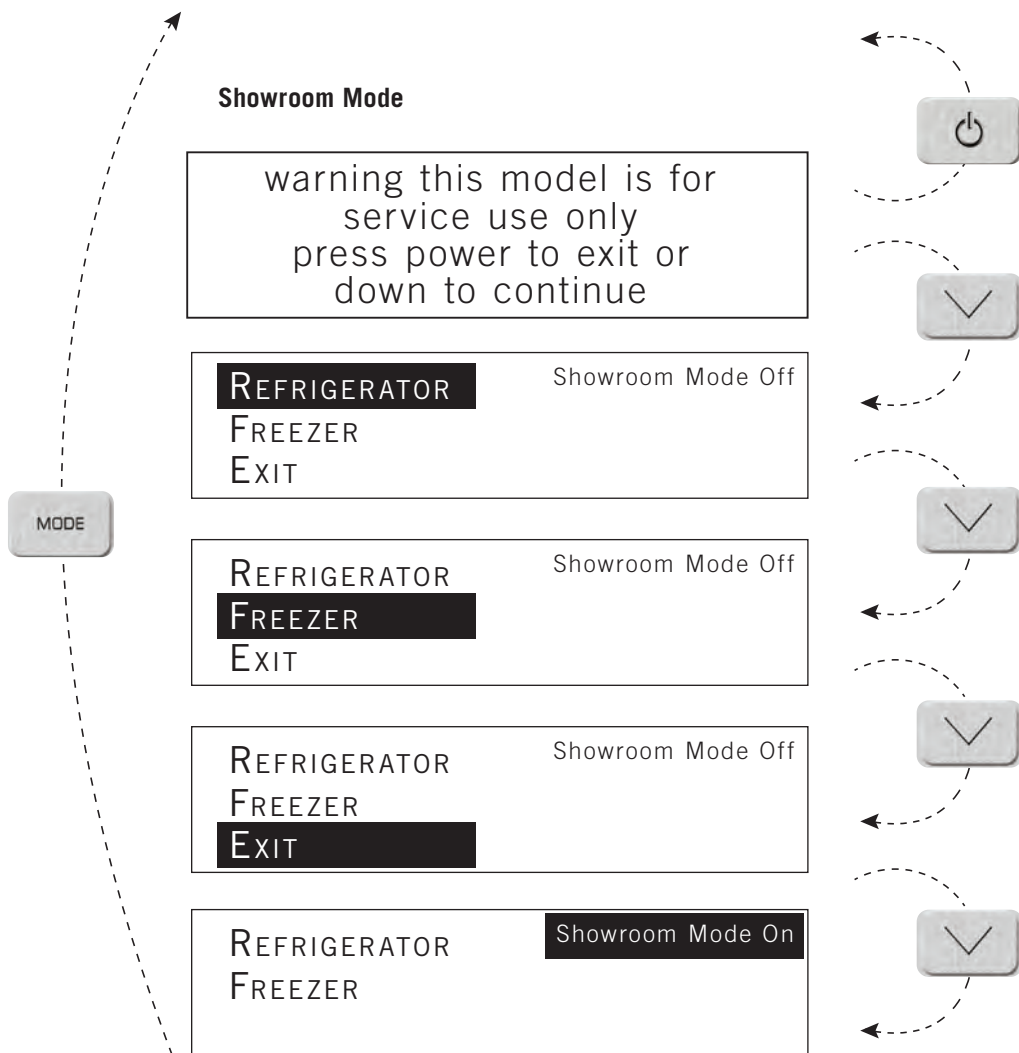 Showroom Mode
warning this model is for
service use only
press power to exit or
down to continue
REFRIGERATOR Showroom Mode Off
FREEZER
EXIT
MODE
REFRIGERATOR Showroom Mode Off
FREEZER
EXIT
REFRIGERATOR Showroom Mode Off
FREEZER
EXIT
REFRIGERATOR Showroom Mode On
FREEZER